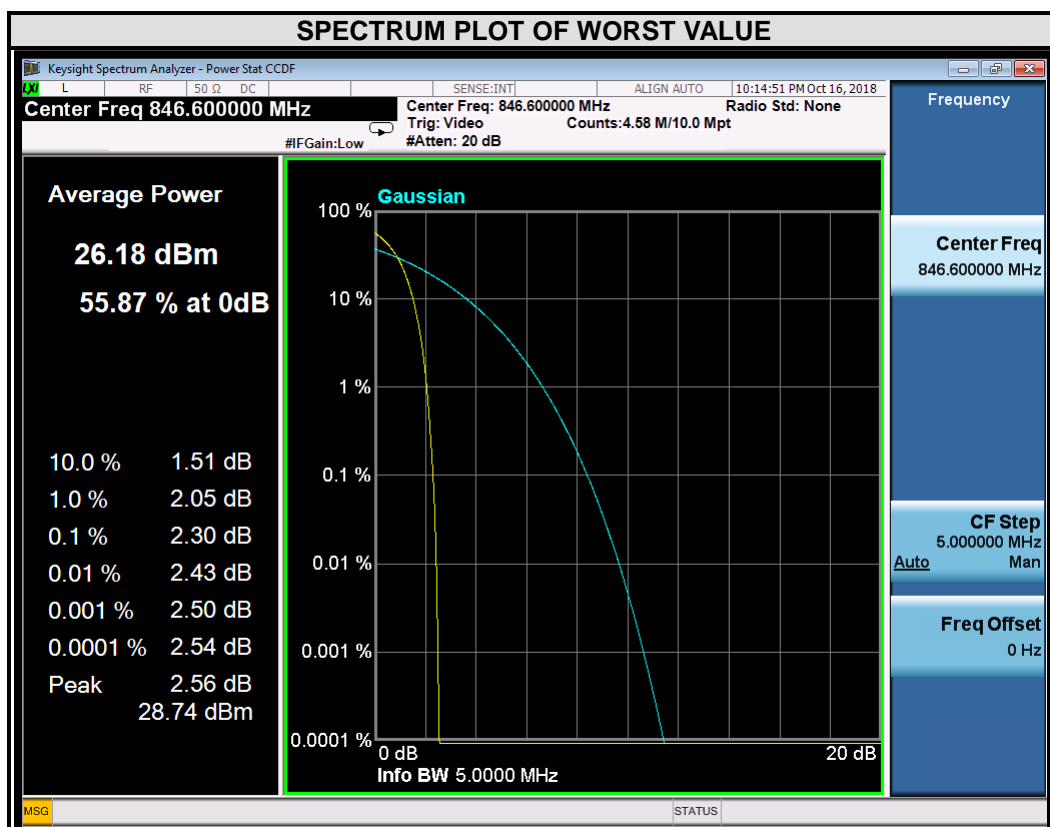 SPECTRUM PLOT OF WORST VALUE
Keysight Spectrum Analyzer - Power Stat CCDF
LXI L RF 50 Ω DC SENSE:INT ALIGN AUTO 10:14:51 PM Oct 16, 2018
Center Freq 846.600000 MHz
Center Freq: 846.600000 MHz Radio Std: None
Trig: Video Counts:4.58 M/10.0 Mpt
#IFGain:Low #Atten: 20 dB
Frequency
Average Power
26.18 dBm
55.87 % at 0dB
10.0 % 1.51 dB
1.0 % 2.05 dB
0.1 % 2.30 dB
0.01 % 2.43 dB
0.001 % 2.50 dB
0.0001 % 2.54 dB
Peak 2.56 dB
28.74 dBm
Gaussian
100 %
10 %
1 %
0.1 %
0.01 %
0.001 %
0.0001 %
0 dB 20 dB
Info BW 5.0000 MHz
Center Freq
846.600000 MHz
CF Step
5.000000 MHz
Auto Man
Freq Offset
0 Hz
MSG STATUS